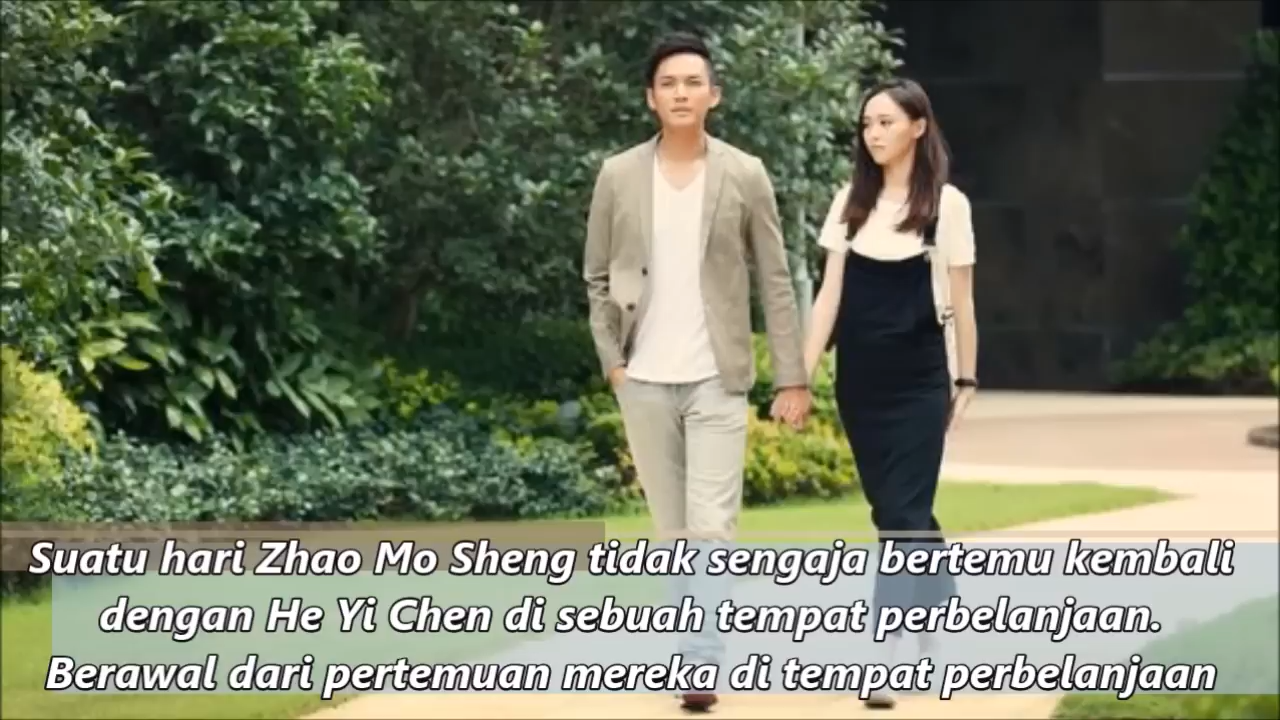 Suatu hari Zhao Mo Sheng tidak sengaja bertemu kembali
dengan He Yi Chen di sebuah tempat perbelanjaan.
Berawal dari pertemuan mereka di tempat perbelanjaan